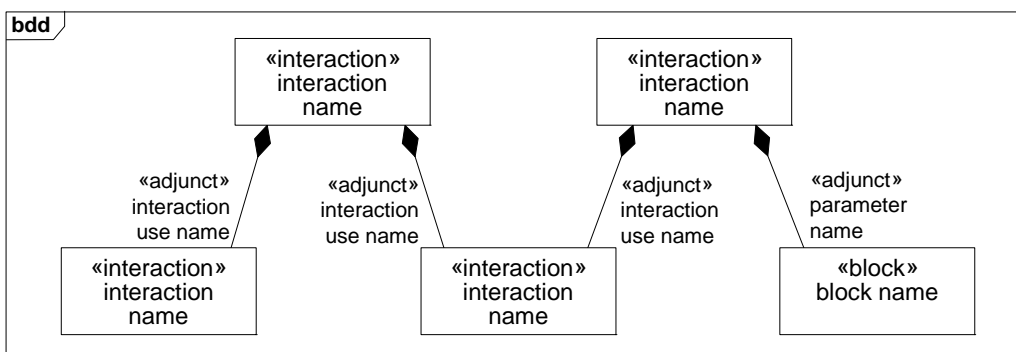 bdd
«interaction»
interaction
name
«interaction»
interaction
name
«adjunct»
interaction
use name
«adjunct»
interaction
use name
«adjunct»
interaction
use name
«adjunct»
parameter
name
«interaction»
interaction
name
«interaction»
interaction
name
«block»
block name